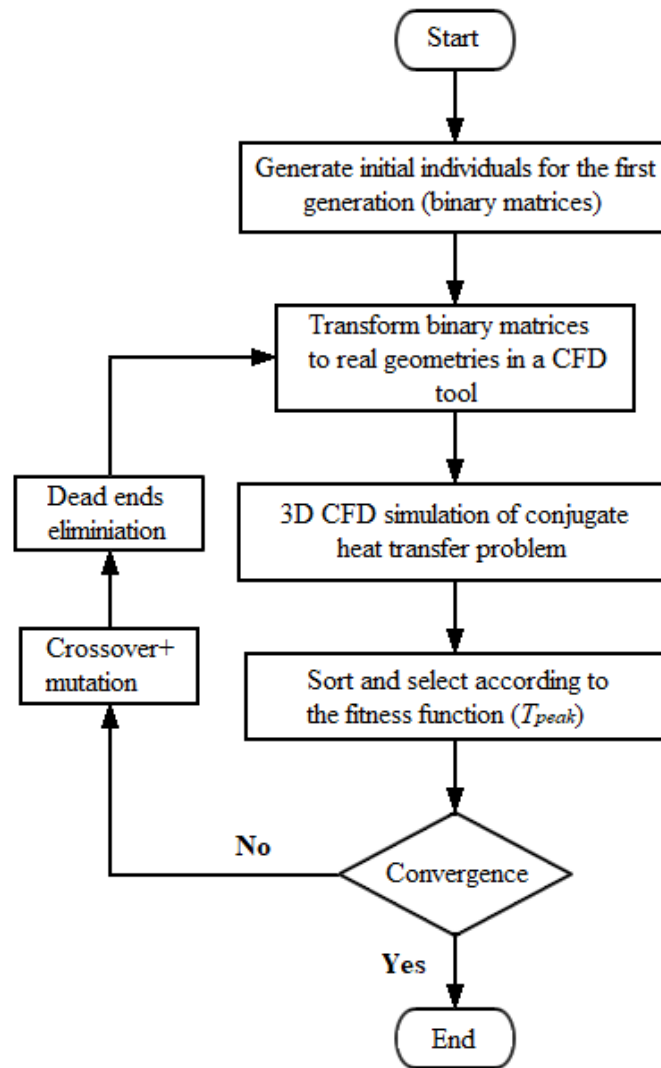 Start
Generate initial individuals for the first
generation (binary matrices)
Transform binary matrices
to real geometries in a CFD
tool
Dead ends
eliminiation
3D CFD simulation of conjugate
heat transfer problem
Crossover+
mutation
Sort and select according to
the fitness function (Tpeak)
No
Convergence
Yes
End